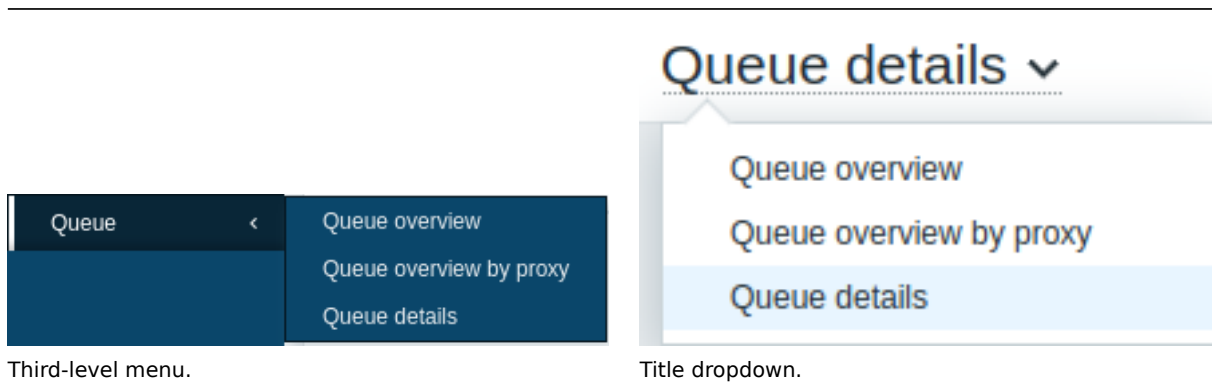 Queue details
Queue overview
Queue overview by proxy
Queue details
Queue
Queue overview
Queue overview by proxy
Queue details
Third-level menu.
Title dropdown.